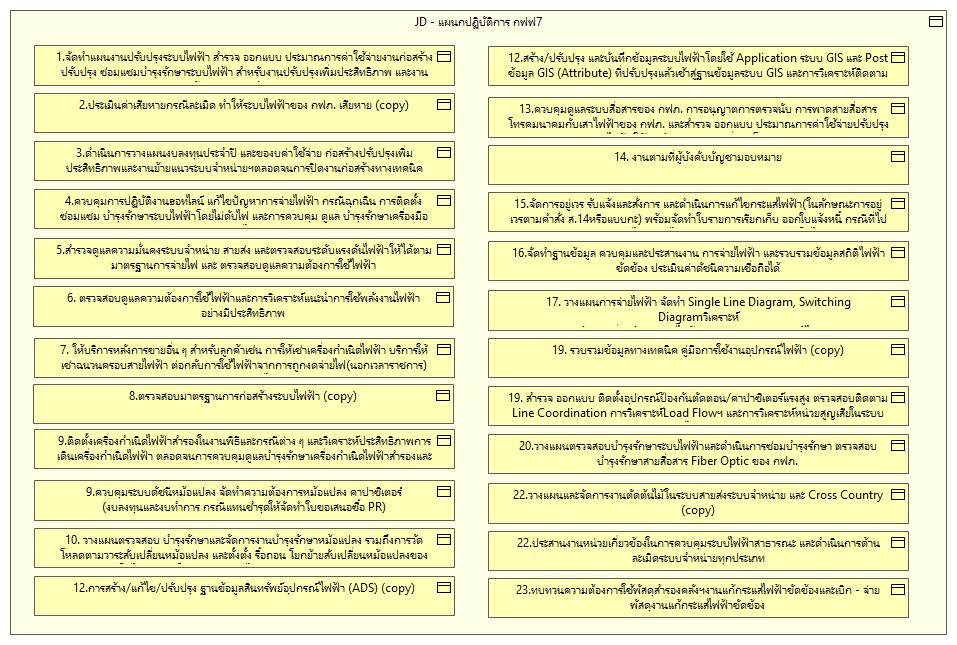 JD - แผนกปฏิบัติการ กฟฟ7
1.จัดทำแผนงานปรับปรุงระบบไฟฟ้า สำรวจ ออกแบบ ประมาณการค่าใช้จ่ายงานก่อสร้าง
ปรับปรุง ซ่อมแซมบำรุงรักษาระบบไฟฟ้า สำหรับงานปรับปรุงเพิ่มประสิทธิภาพ และงาน
2.ประเมินค่าเสียหายกรณีละเมิด ทำให้ระบบไฟฟ้าของ กฟภ. เสียหาย (copy)
3.ดำเนินการวางแผนงบลงทุนประจำปี และของบค่าใช้จ่าย ก่อสร้างปรับปรุงเพิ่ม
ประสิทธิภาพและงานย้ายแนวระบบจำหน่ายฯตลอดจนการปิดงานก่อสร้างทางเทคนิค
4.ควบคุมการปฏิบัติงานฮอทไลน์ แก้ไขปัญหาการจ่ายไฟฟ้า กรณีฉุกเฉิน การติดตั้ง
ซ่อมแซม บำรุงรักษาระบบไฟฟ้าโดยไม่ดับไฟ และการควบคุม ดูแล บำรุงรักษาเครื่องมือ
5.สำรวจดูแลความมั่นคงระบบจำหน่าย สายส่ง และตรวจสอบระดับแรงดันไฟฟ้าให้ได้ตาม
มาตรฐานการจ่ายไฟ และ ตรวจสอบดูแลความต้องการใช้ไฟฟ้า
6. ตรวจสอบดูแลความต้องการใช้ไฟฟ้าและการวิเคราะห์แนะนำการใช้พลังงานไฟฟ้า
อย่างมีประสิทธิภาพ
7. ให้บริการหลังการขายอื่น ๆ สำหรับลูกค้าเช่น การให้เช่าเครื่องกำเนิดไฟฟ้า บริการให้
เช่าฉนวนครอบสายไฟฟ้า ต่อกลับการใช้ไฟฟ้าจากการถูกงดจ่ายไฟ(นอกเวลาราชการ)
8.ตรวจสอบมาตรฐานการก่อสร้างระบบไฟฟ้า (copy)
9.ติดตั้งเครื่องกำเนิดไฟฟ้าสำรองในงานพิธีและกรณีต่าง ๆ และวิเคราะห์ประสิทธิภาพการ
เดินเครื่องกำเนิดไฟฟ้า ตลอดจนการควบคุมดูแลบำรุงรักษาเครื่องกำเนิดไฟฟ้าสำรองและ
9.ควบคุมระบบดัชนีหม้อแปลง จัดทำความต้องการหม้อแปลง คาปาซิเตอร์
(งบลงทุนและงบทำการ กรณีแทนชำรุดให้จัดทำใบขอเสนอซื้อ PR)
10. วางแผนตรวจสอบ บำรุงรักษาและจัดการงานบำรุงรักษาหม้อแปลง รวมถึงการวัด
โหลดตามวาระสับเปลี่ยนหม้อแปลง และตั้งตั้ง รื้อถอน โยกย้ายสับเปลี่ยนหม้อแปลงของ
12.การสร้าง/แก้ไข/ปรับปรุง ฐานข้อมูลสินทรัพย์อุปกรณ์ไฟฟ้า (ADS) (copy)
12.สร้าง/ปรับปรุง และบันทึกข้อมูลระบบไฟฟ้าโดยใช้ Application ระบบ GIS และ Post
ข้อมูล GIS (Attribute) ที่ปรับปรุงแล้วเข้าสู่ฐานข้อมูลระบบ GIS และการวิเคราะห์ติดตาม
13.ควบคุมดูแลระบบสื่อสารของ กฟภ. การอนุญาตการตรวจนับ การพาดสายสื่อสาร
โทรคมนาคมกับเสาไฟฟ้าของ กฟภ. และสำรวจ ออกแบบ ประมาณการค่าใช้จ่ายปรับปรุง
14. งานตามที่ผู้บังคับบัญชามอบหมาย
15.จัดการอยู่เวร รับแจ้งและสั่งการ และดำเนินการแก้ไขกระแสไฟฟ้า(ในลักษณะการอยู่
เวรตามคำสั่ง ส.14หรือแบบกะ) พร้อมจัดทำใบรายการเรียกเก็บ ออกใบแจ้งหนี้ กรณีที่ไป
16.จัดทำฐานข้อมูล ควบคุมและประสานงาน การจ่ายไฟฟ้า และรวบรวมข้อมูลสถิติไฟฟ้า
ขัดข้อง ประเมินค่าดัชนีความเชื่อถือได้
17. วางแผนการจ่ายไฟฟ้า จัดทำ Single Line Diagram, Switching
Diagramวิเคราะห์
19. รวบรวมข้อมูลทางเทคนิค คู่มือการใช้งานอุปกรณ์ไฟฟ้า (copy)
19. สำรวจ ออกแบบ ติดตั้งอุปกรณ์ป้องกันตัดตอน/คาปาซิเตอร์แรงสูง ตรวจสอบติดตาม
Line Coordination การวิเคราะห์Load Flowฯ และการวิเคราะห์หน่วยสูญเสียในระบบ
20.วางแผนตรวจสอบบำรุงรักษาระบบไฟฟ้าและดำเนินการซ่อมบำรุงรักษา ตรวจสอบ
บำรุงรักษาสายสื่อสาร Fiber Optic ของ กฟภ.
22.วางแผนและจัดการงานตัดต้นไม้ในระบบสายส่งระบบจำหน่าย และ Cross Country
(copy)
22.ประสานงานหน่วยเกี่ยวข้องในการควบคุมระบบไฟฟ้าสาธารณะ และดำเนินการด้าน
ละเมิดระบบจำหน่ายทุกประเภท
23.ทบทวนความต้องการใช้พัสดุสำรองคลังฯงานแก้กระแสไฟฟ้าขัดข้องและเบิก - จ่าย
พัสดุงานแก้กระแสไฟฟ้าขัดข้อง